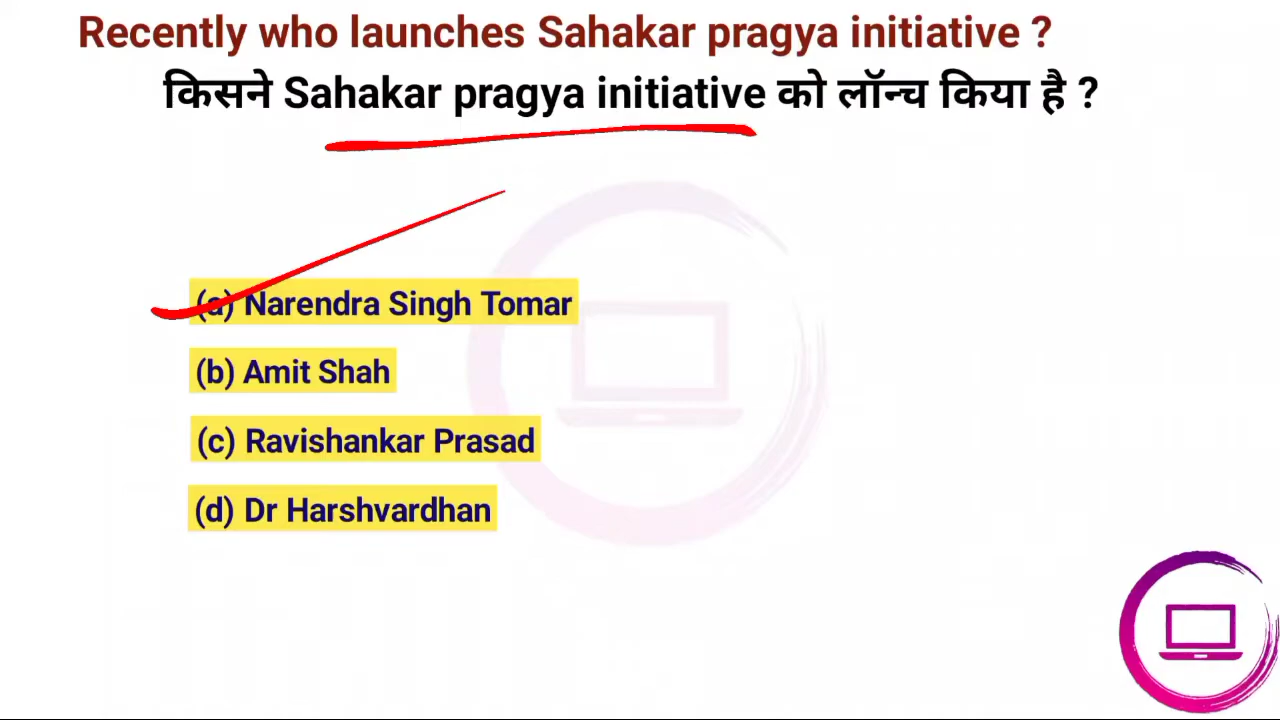 Recently who launches Sahakar pragya initiative ?
किसने Sahakar pragya initiative को लॉन्च किया है ?
(a) Narendra Singh Tomar
(b) Amit Shah
(c) Ravishankar Prasad
(d) Dr Harshvardhan